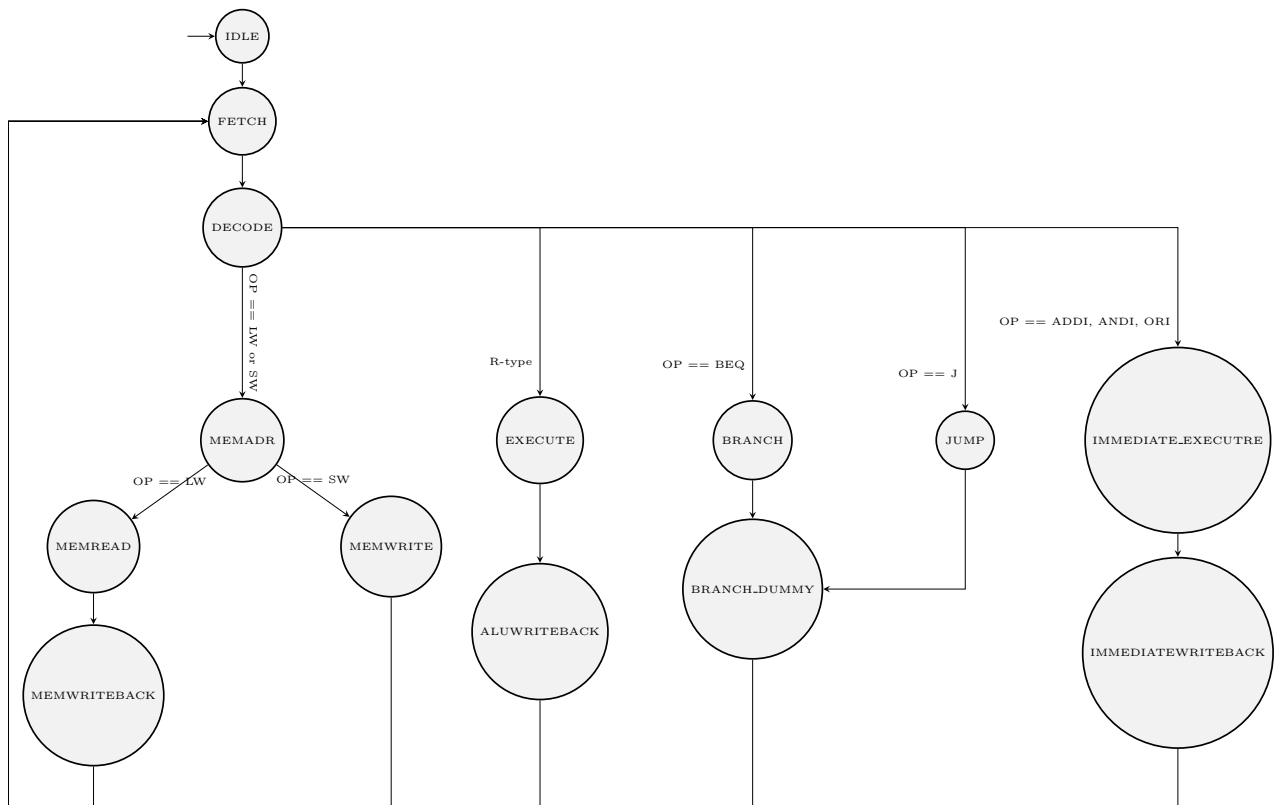 IDLE
FETCH
DECODE
OP == LW or SW
OP == ADDI, ANDI, ORI
R-type
OP == BEQ
OP == J
MEMADR
EXECUTE
BRANCH
JUMP
IMMEDIATE_EXECUTRE
OP == LW
OP == SW
MEMREAD
MEMWRITE
BRANCH_DUMMY
ALUWRITEBACK
IMMEDIATEWRITEBACK
MEMWRITEBACK